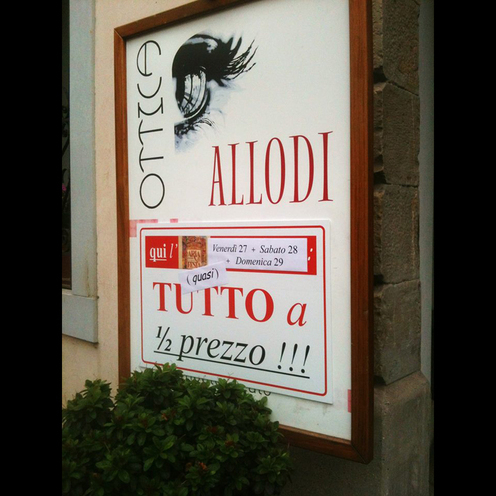 OTTICA
ALLODI
qui l'
Venerdì 27 + Sabato 28
+ Domenica 29
:
(quasi)
TUTTO a
½ prezzo !!!